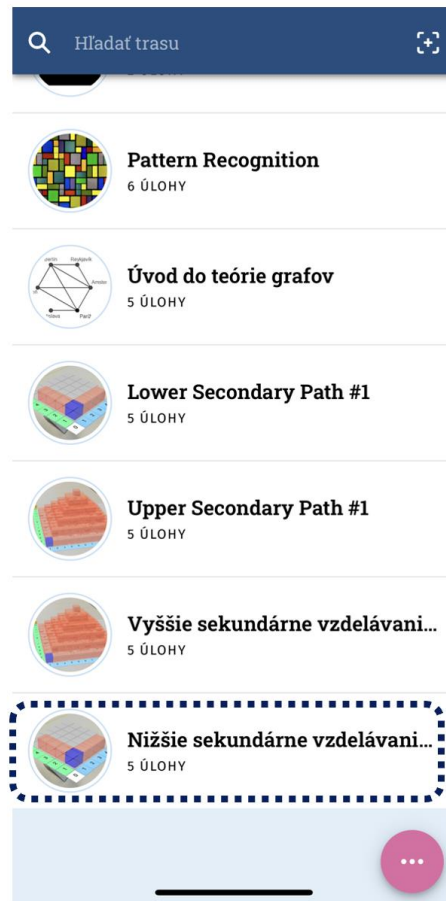 Hľadať trasu
Pattern Recognition
6 ÚLOHY
Úvod do teórie grafov
5 ÚLOHY
Lower Secondary Path #1
5 ÚLOHY
Upper Secondary Path #1
5 ÚLOHY
Vyššie sekundárne vzdelávani...
5 ÚLOHY
Nižšie sekundárne vzdelávani...
5 ÚLOHY